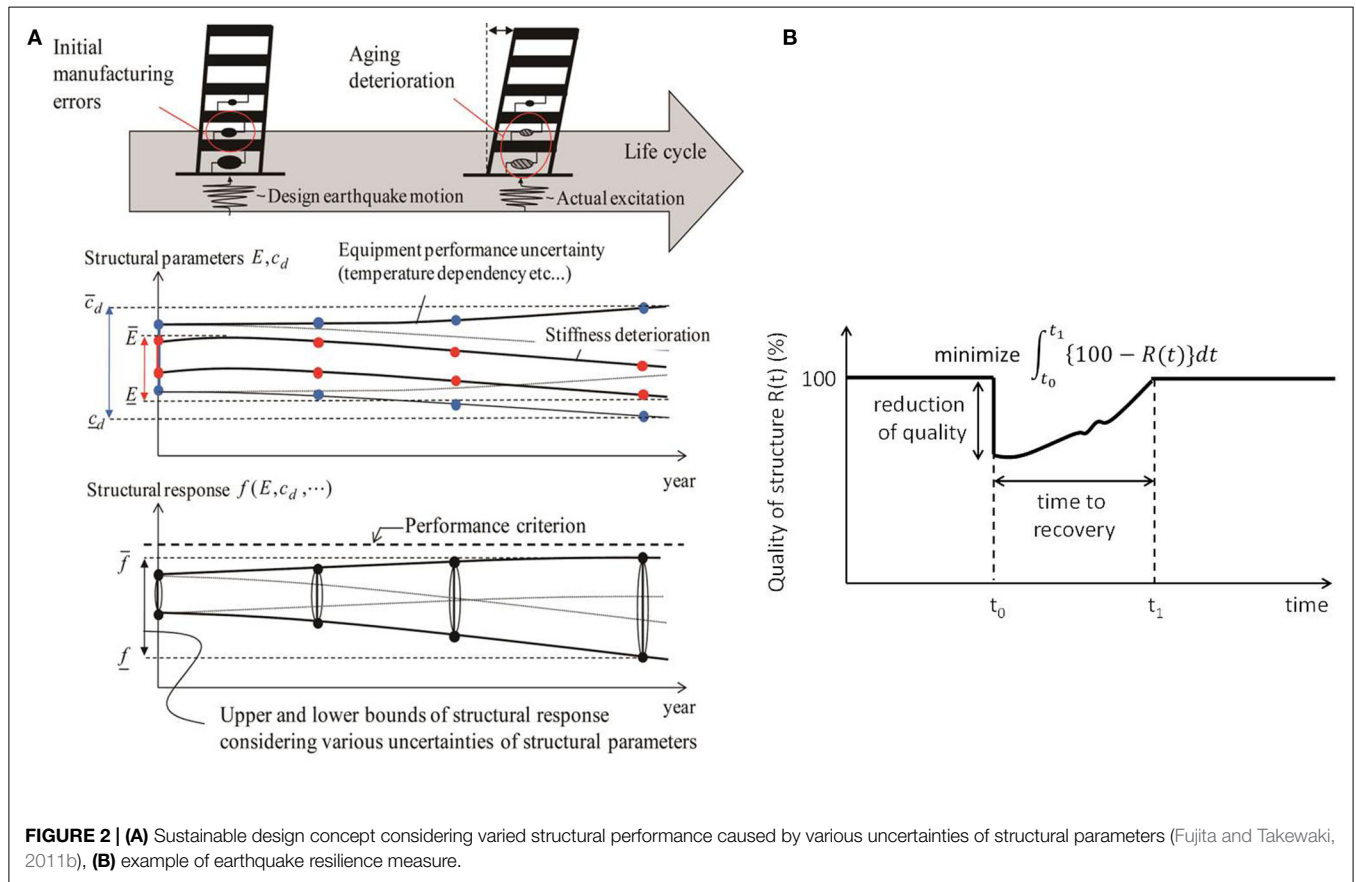 A
Initial
manufacturing
errors
Aging
deterioration
Life cycle
Design earthquake motion
Actual excitation
Structural parameters E, c_d
Equipment performance uncertainty
(temperature dependency etc...)
c̅_d
E̅
Stiffness deterioration
E̲
c̲_d
year
Structural response f(E,c_d,⋯)
Performance criterion
f̅
f̲
year
Upper and lower bounds of structural response
considering various uncertainties of structural parameters
B
Quality of structure R(t) (%)
minimize ∫_{t_0}^{t_1} {100 − R(t)}dt
100
reduction
of quality
time to
recovery
t_0
t_1
time
FIGURE 2 | (A) Sustainable design concept considering varied structural performance caused by various uncertainties of structural parameters (Fujita and Takewaki,
2011b), (B) example of earthquake resilience measure.